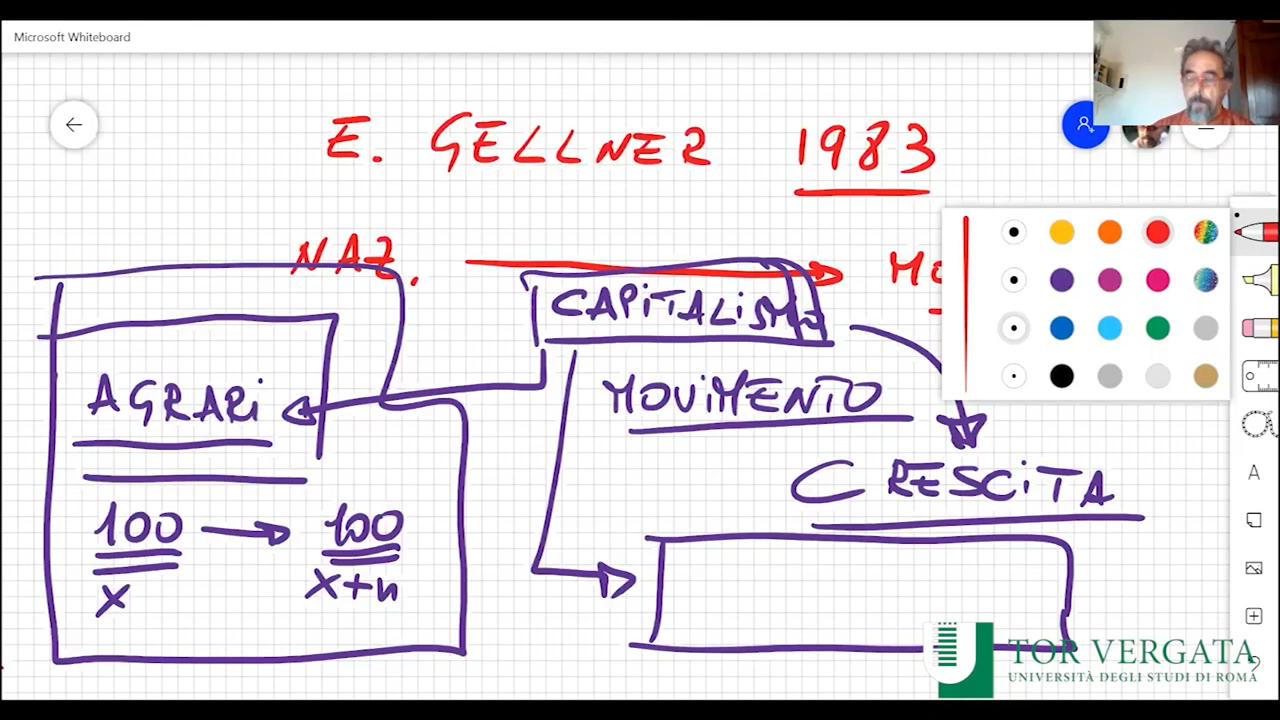 Microsoft Whiteboard
E. GELLNER 1983
NAZ.
CAPITALISMO
AGRARI
MOVIMENTO
CRESCITA
100 100
x x+n
TOR VERGATA
UNIVERSITÀ DEGLI STUDI DI ROMA